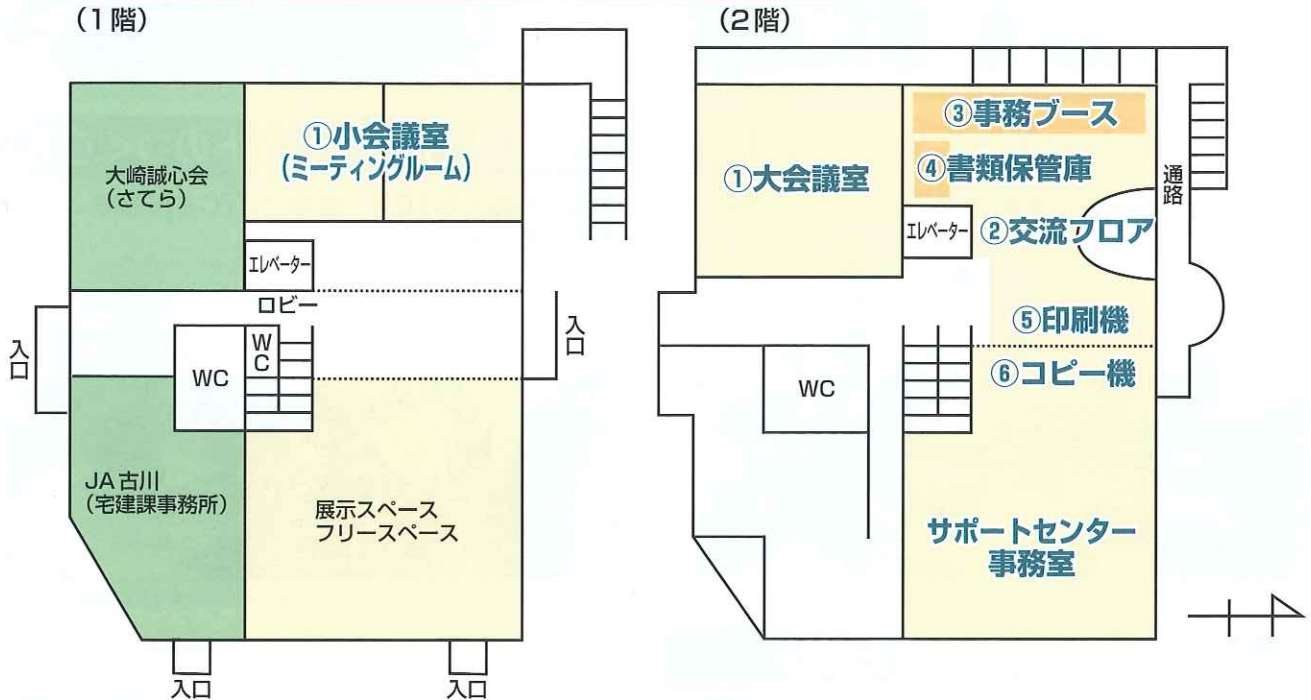 (1階)
大崎誠心会
(さてら)
①小会議室
(ミーティングルーム)
エレベーター
ロビー
入口
WC
WC
入口
JA古川
(宅建課事務所)
展示スペース
フリースペース
入口
入口
(2階)
③事務ブース
①大会議室
④書類保管庫
通路
エレベーター
②交流フロア
⑤印刷機
⑥コピー機
WC
サポートセンター
事務室